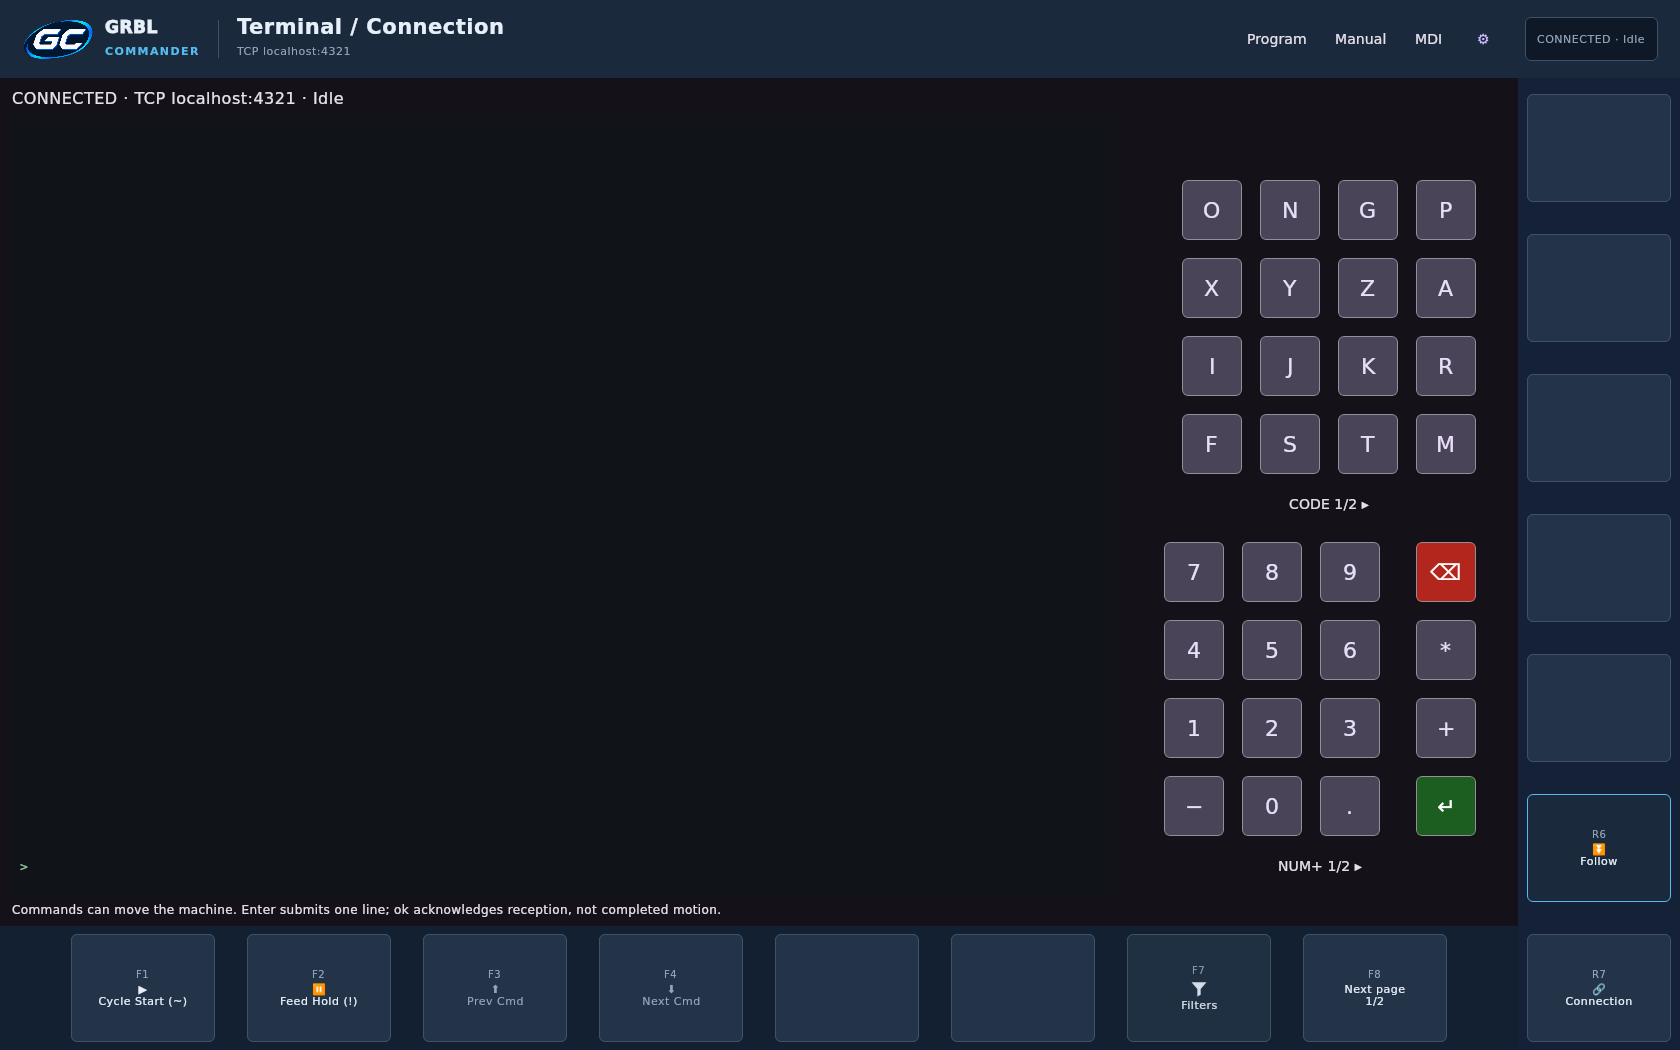 GC
GRBL
COMMANDER
Terminal / Connection
TCP localhost:4321
Program
Manual
MDI
CONNECTED · Idle
CONNECTED · TCP localhost:4321 · Idle
O N G P
X Y Z A
I J K R
F S T M
CODE 1/2 ▸
7 8 9 ⌫
4 5 6 *
1 2 3 +
− 0 . ↵
NUM+ 1/2 ▸
>
Commands can move the machine. Enter submits one line; ok acknowledges reception, not completed motion.
R6
Follow
F1
Cycle Start (~)
F2
Feed Hold (!)
F3
Prev Cmd
F4
Next Cmd
F7
Filters
F8
Next page
1/2
R7
Connection